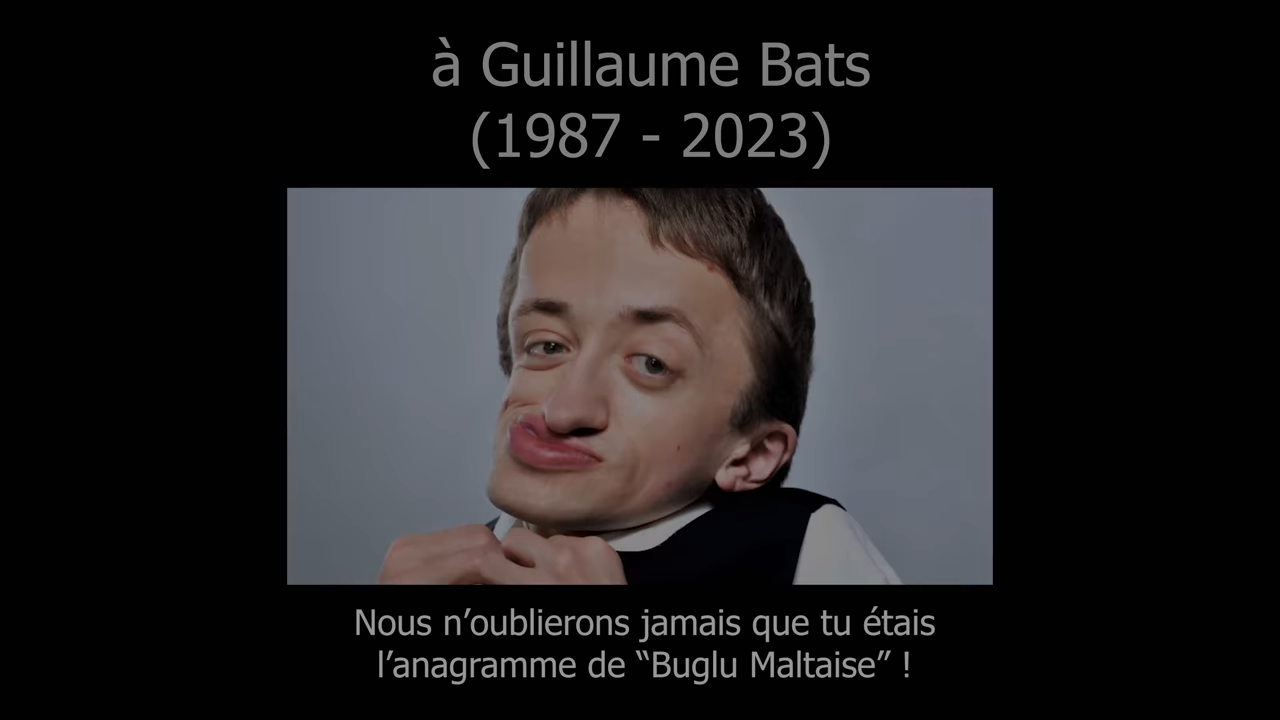 à Guillaume Bats
(1987 - 2023)
Nous n’oublierons jamais que tu étais
l’anagramme de “Buglu Maltaise” !